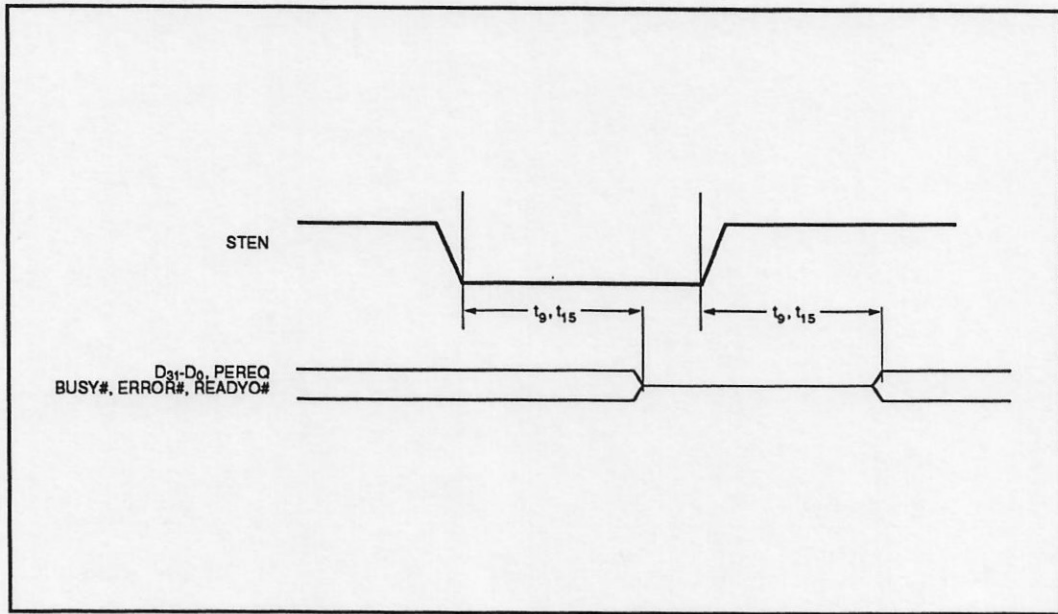 STEN
t9, t15
t9, t15
D31-D0, PEREQ
BUSY#, ERROR#, READYO#